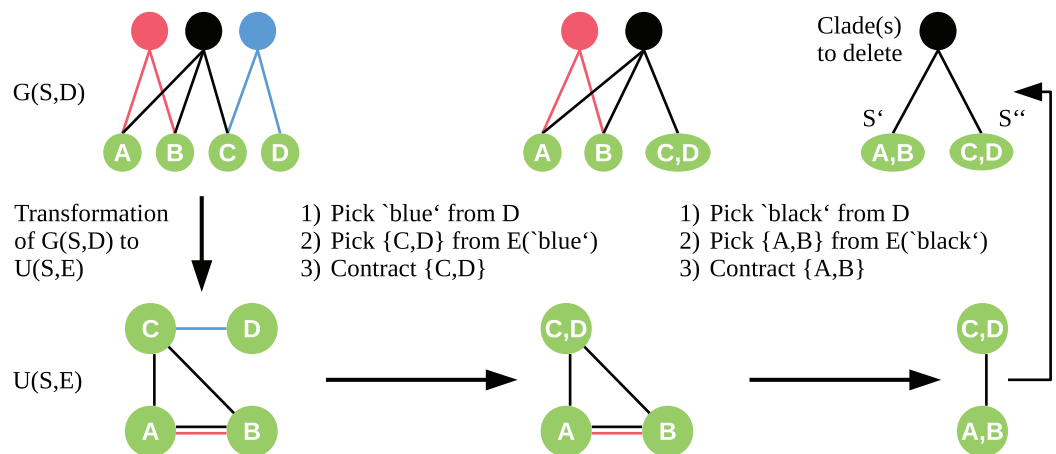 Clade(s)
to delete
G(S,D)
S‘ S“
A B C D
A B C,D
A,B C,D
Transformation
of G(S,D) to
U(S,E)
1) Pick `blue‘ from D
2) Pick {C,D} from E(`blue‘)
3) Contract {C,D}
1) Pick `black‘ from D
2) Pick {A,B} from E(`black‘)
3) Contract {A,B}
C D
C,D
C,D
U(S,E)
A B
A B
A,B